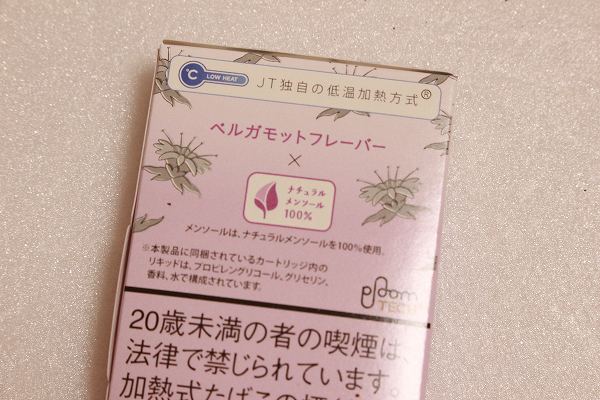 ℃ LOW HEAT JT独自の低温加熱方式®
ベルガモットフレーバー
×
ナチュラル
メンソール
100%
メンソールは、ナチュラルメンソールを100%使用。
※本製品に同梱されているカートリッジ内の
リキッドは、プロピレングリコール、グリセリン、
香料、水で構成されています。
ploom
TECH
20歳未満の者の喫煙は、
法律で禁じられています。
加熱式たばこの煙